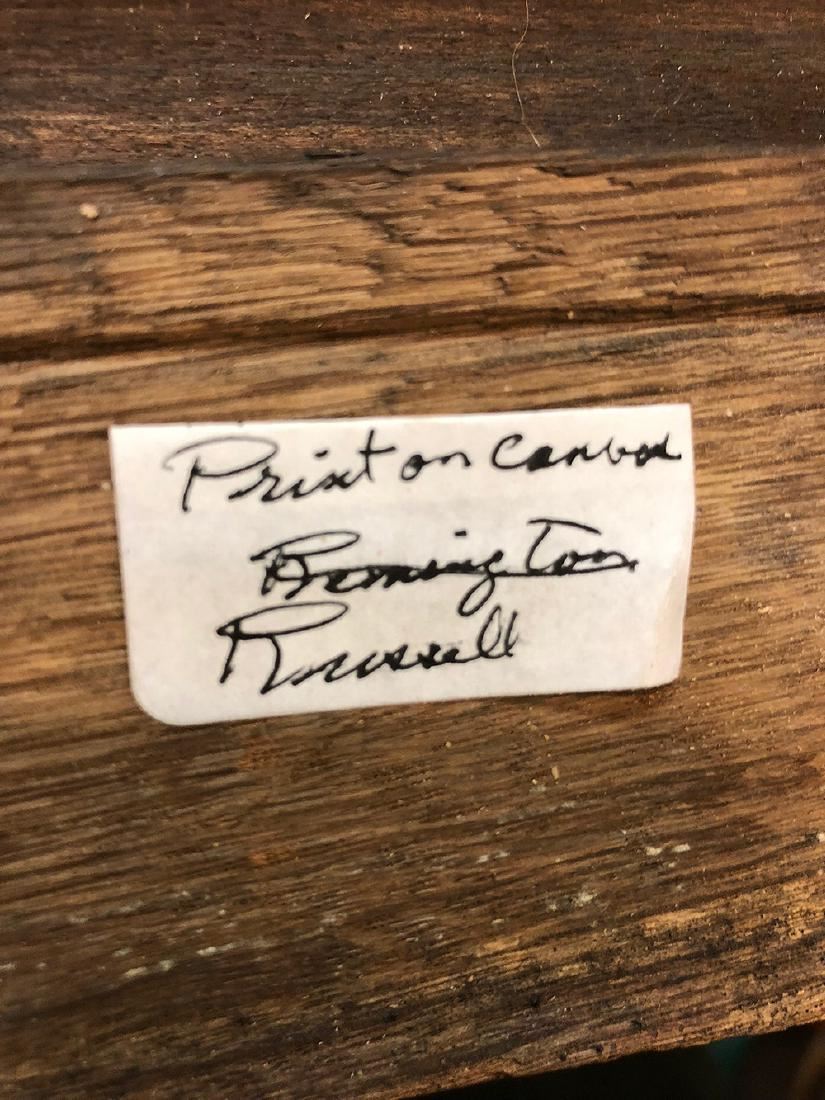 Print on Canvas
Remington
Russell